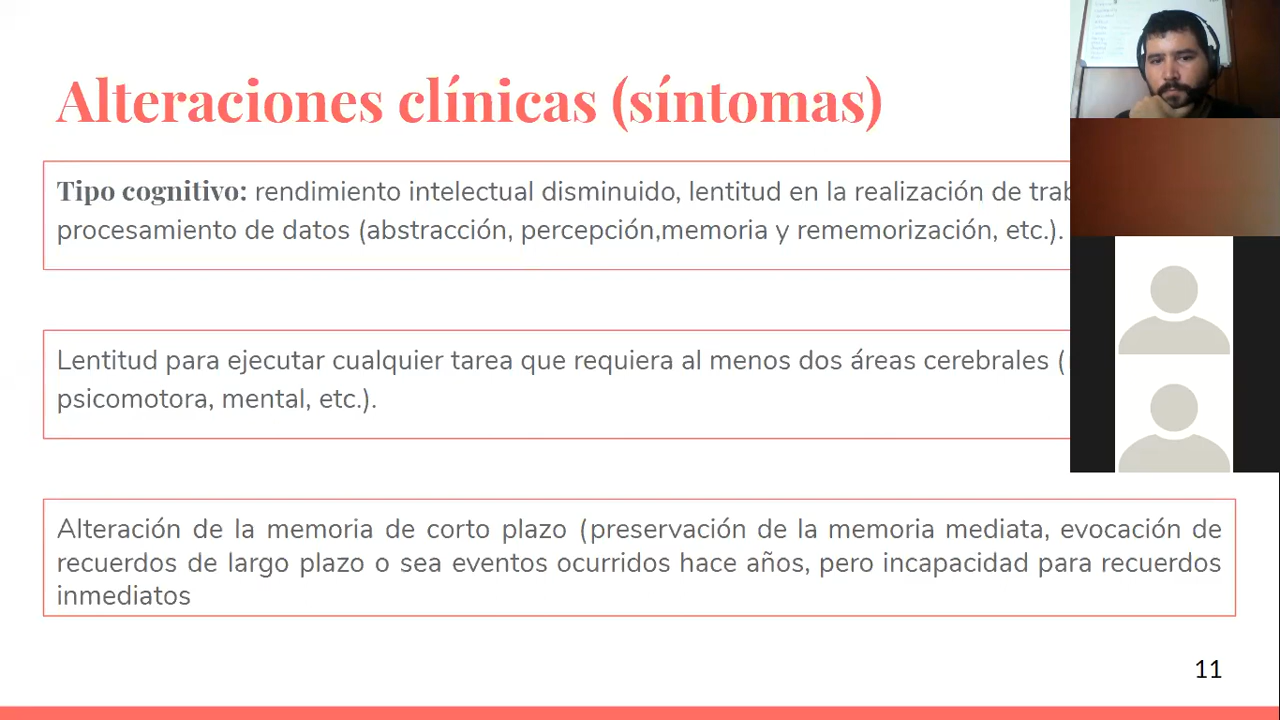 Alteraciones clínicas (síntomas)
Tipo cognitivo: rendimiento intelectual disminuido, lentitud en la realización de
procesamiento de datos (abstracción, percepción,memoria y rememorización, etc.).
Lentitud para ejecutar cualquier tarea que requiera al menos dos áreas cerebrales (
psicomotora, mental, etc.).
Alteración de la memoria de corto plazo (preservación de la memoria mediata, evocación de
recuerdos de largo plazo o sea eventos ocurridos hace años, pero incapacidad para recuerdos
inmediatos
11